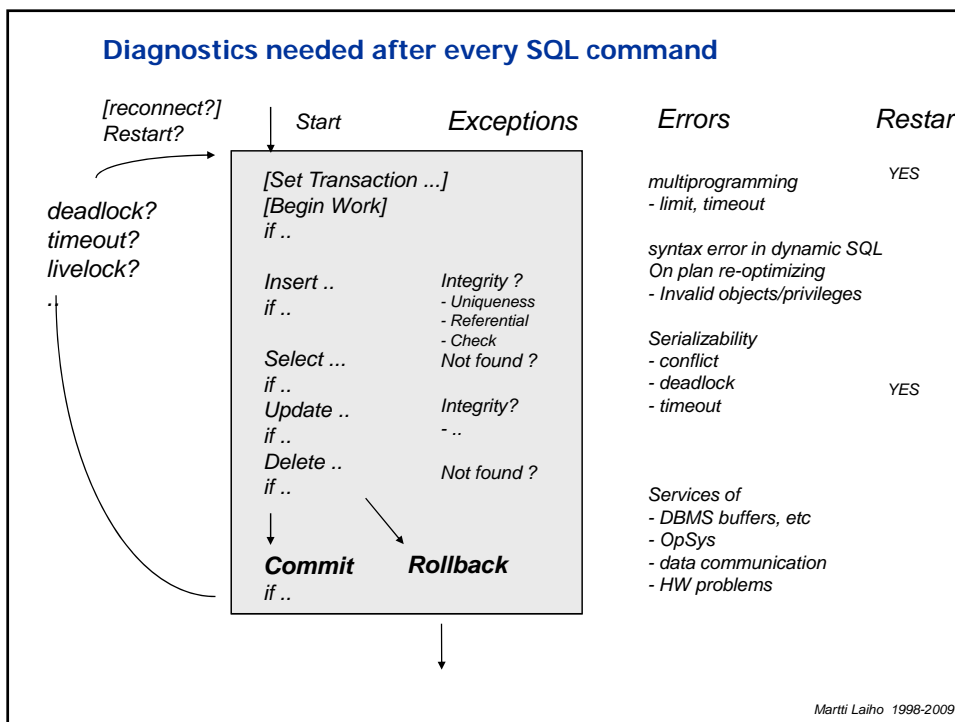 Diagnostics needed after every SQL command
[reconnect?]
Restart?
deadlock?
timeout?
livelock?
..
Start
Exceptions
Errors
Restar
[Set Transaction ...]
[Begin Work]
if ..
Insert ..
if ..
Select ...
if ..
Update ..
if ..
Delete ..
if ..
Commit
Rollback
if ..
Integrity ?
- Uniqueness
- Referential
- Check
Not found ?
Integrity?
- ..
Not found ?
multiprogramming
- limit, timeout
syntax error in dynamic SQL
On plan re-optimizing
- Invalid objects/privileges
Serializability
- conflict
- deadlock
- timeout
Services of
- DBMS buffers, etc
- OpSys
- data communication
- HW problems
YES
YES
Martti Laiho 1998-2009